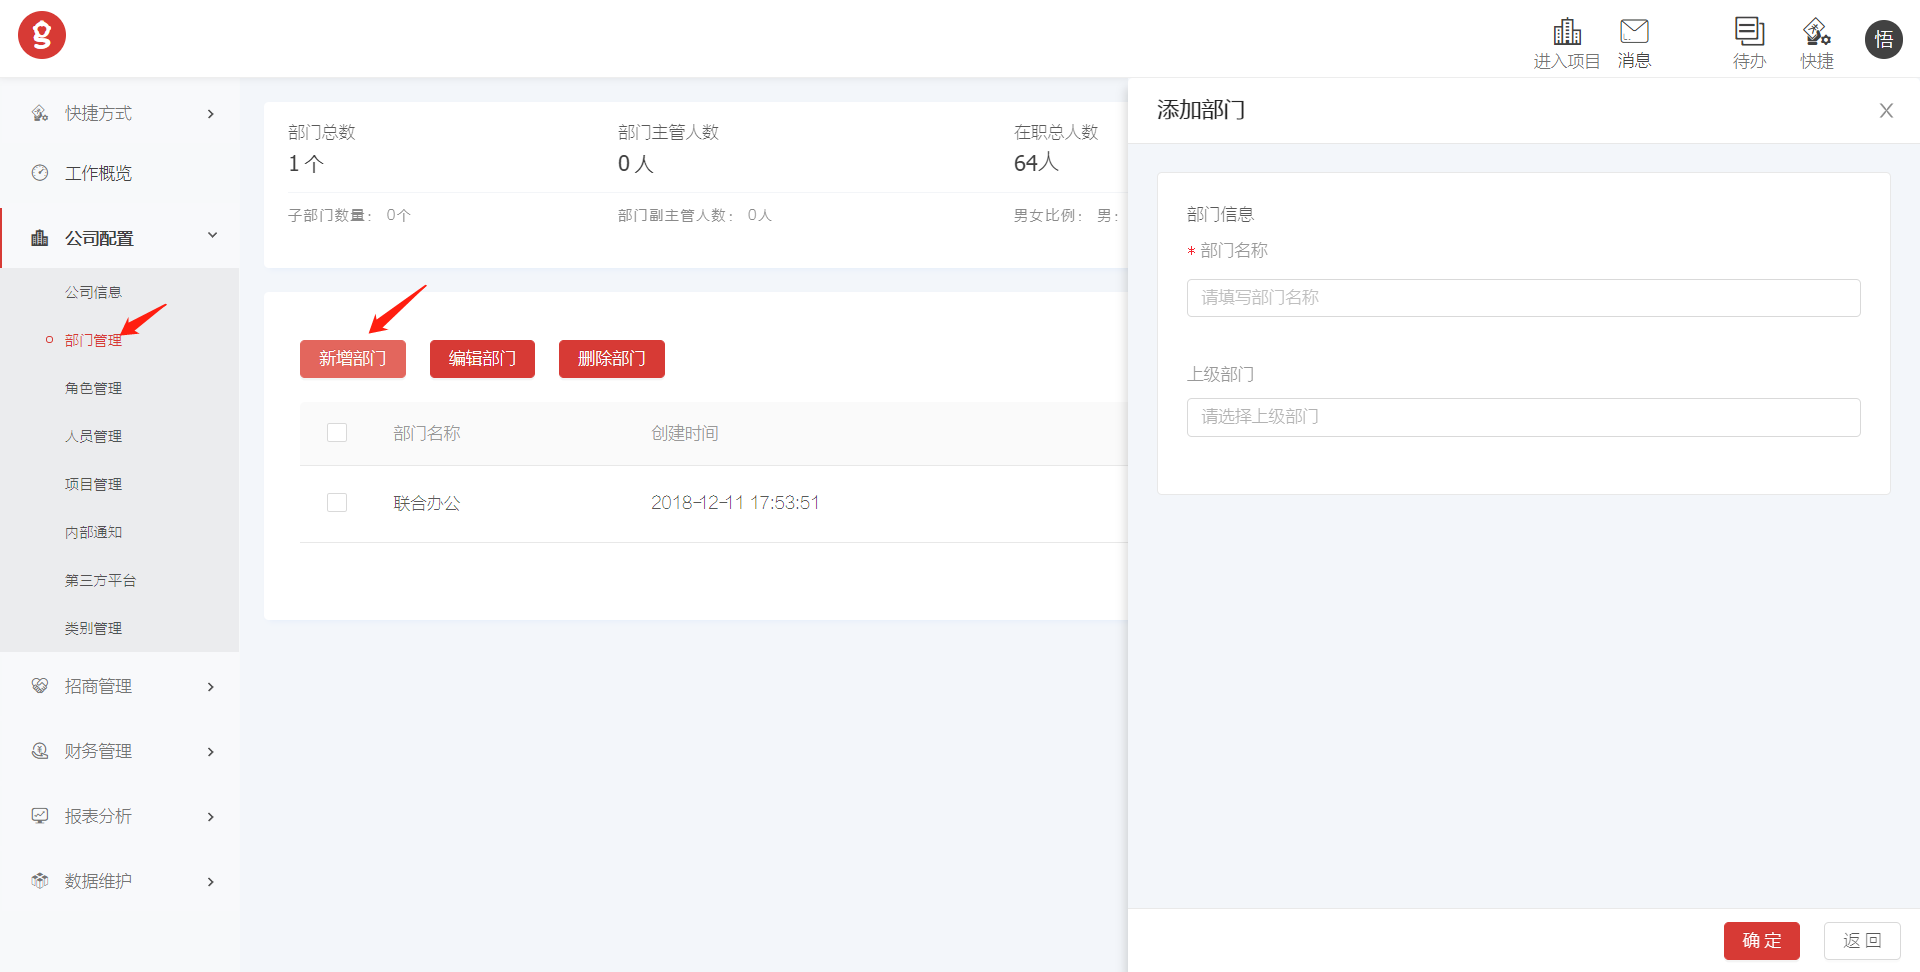 g
进入项目
消息
待办
快捷
悟
快捷方式
工作概览
公司配置
公司信息
部门管理
角色管理
人员管理
项目管理
内部通知
第三方平台
类别管理
招商管理
财务管理
报表分析
数据维护
部门总数
1 个
子部门数量： 0个
部门主管人数
0 人
部门副主管人数： 0人
在职总人数
64人
男女比例： 男：
新增部门
编辑部门
删除部门
部门名称
创建时间
联合办公
2018-12-11 17:53:51
添加部门
部门信息
* 部门名称
请填写部门名称
上级部门
请选择上级部门
确 定
返 回